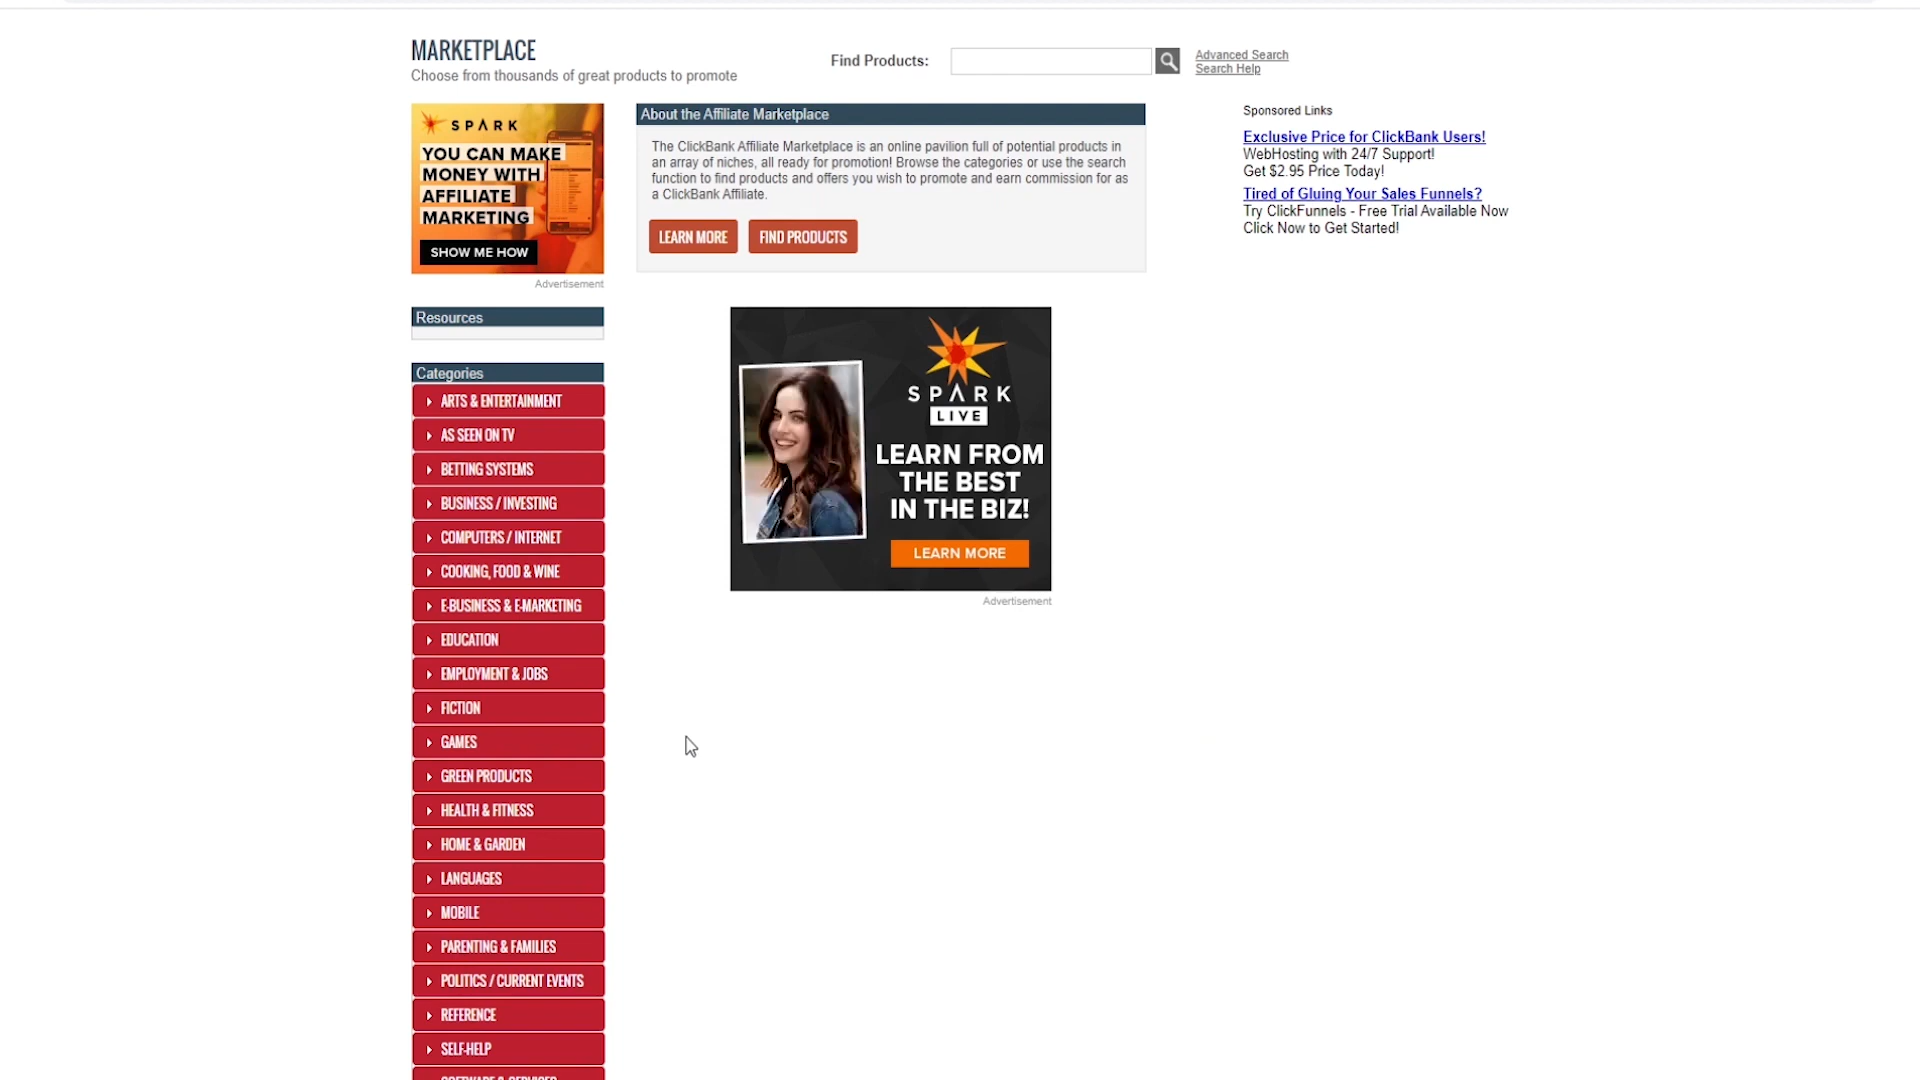 MARKETPLACE
Choose from thousands of great products to promote
Find Products:
Advanced Search
Search Help
SPARK
YOU CAN MAKE
MONEY WITH
AFFILIATE
MARKETING
SHOW ME HOW
Advertisement
Resources
Categories
ARTS & ENTERTAINMENT
AS SEEN ON TV
BETTING SYSTEMS
BUSINESS / INVESTING
COMPUTERS / INTERNET
COOKING, FOOD & WINE
E-BUSINESS & E-MARKETING
EDUCATION
EMPLOYMENT & JOBS
FICTION
GAMES
GREEN PRODUCTS
HEALTH & FITNESS
HOME & GARDEN
LANGUAGES
MOBILE
PARENTING & FAMILIES
POLITICS / CURRENT EVENTS
REFERENCE
SELF-HELP
SOFTWARE & SERVICES
About the Affiliate Marketplace
The ClickBank Affiliate Marketplace is an online pavilion full of potential products in
an array of niches, all ready for promotion! Browse the categories or use the search
function to find products and offers you wish to promote and earn commission for as
a ClickBank Affiliate.
LEARN MORE
FIND PRODUCTS
SPARK
LIVE
LEARN FROM
THE BEST
IN THE BIZ!
LEARN MORE
Advertisement
Sponsored Links
Exclusive Price for ClickBank Users!
WebHosting with 24/7 Support!
Get $2.95 Price Today!
Tired of Gluing Your Sales Funnels?
Try ClickFunnels - Free Trial Available Now
Click Now to Get Started!